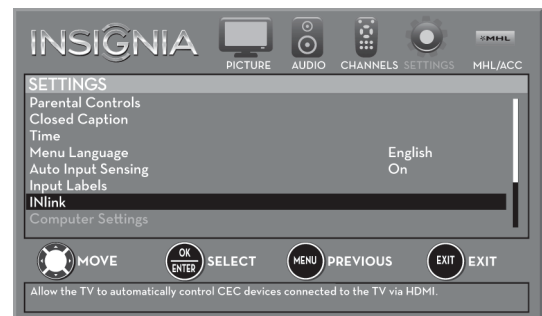 INSIGNIA
PICTURE AUDIO CHANNELS SETTINGS MHL/ACC
MHL
SETTINGS
Parental Controls
Closed Caption
Time
Menu Language English
Auto Input Sensing On
Input Labels
INlink
Computer Settings
MOVE OK ENTER SELECT MENU PREVIOUS EXIT EXIT
Allow the TV to automatically control CEC devices connected to the TV via HDMI.